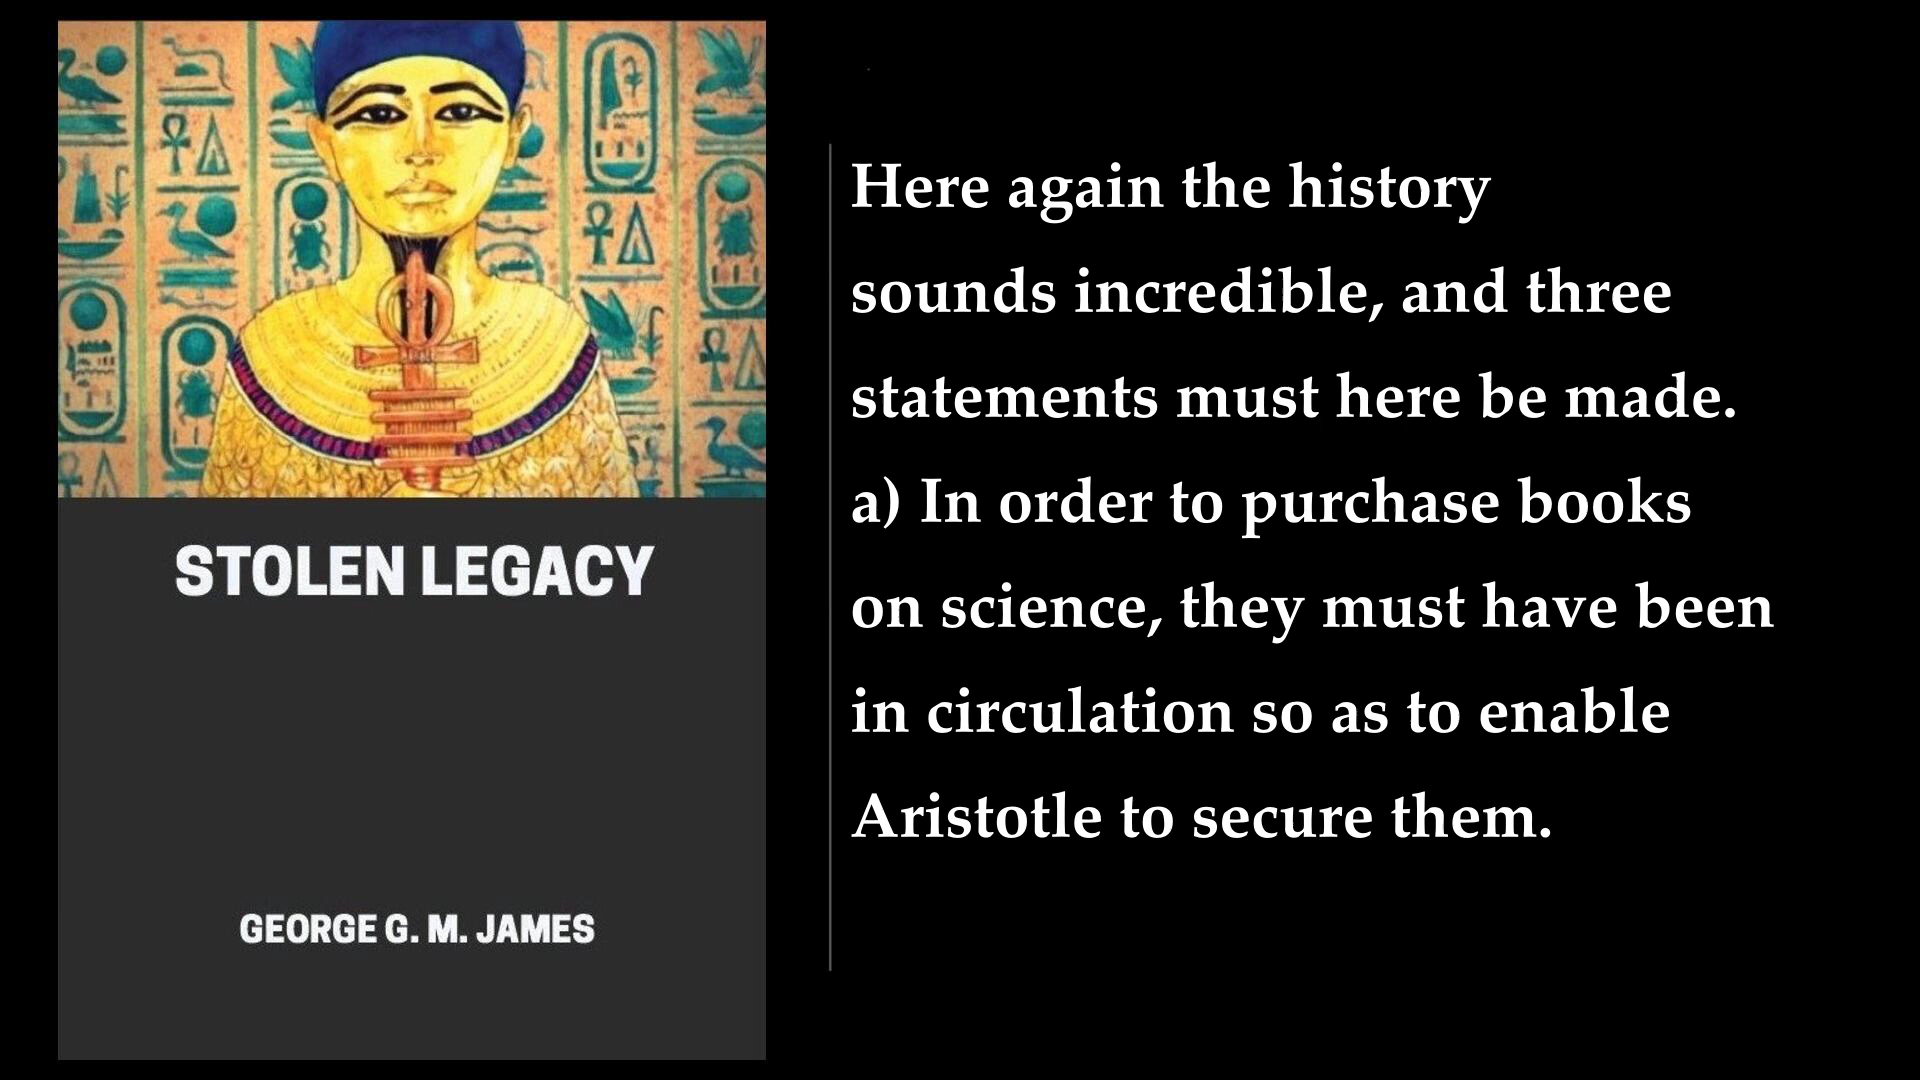 STOLEN LEGACY
GEORGE G. M. JAMES
Here again the history
sounds incredible, and three
statements must here be made.
a) In order to purchase books
on science, they must have been
in circulation so as to enable
Aristotle to secure them.